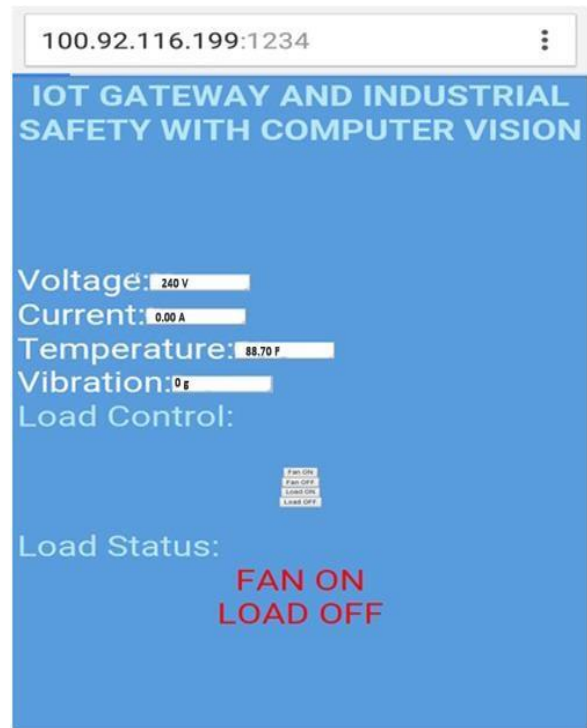 100.92.116.199:1234
IOT GATEWAY AND INDUSTRIAL
SAFETY WITH COMPUTER VISION
Voltage: 240 V
Current: 0.00 A
Temperature: 88.70 F
Vibration: 0 g
Load Control:
Fan ON
Fan OFF
Load ON
Load OFF
Load Status:
FAN ON
LOAD OFF